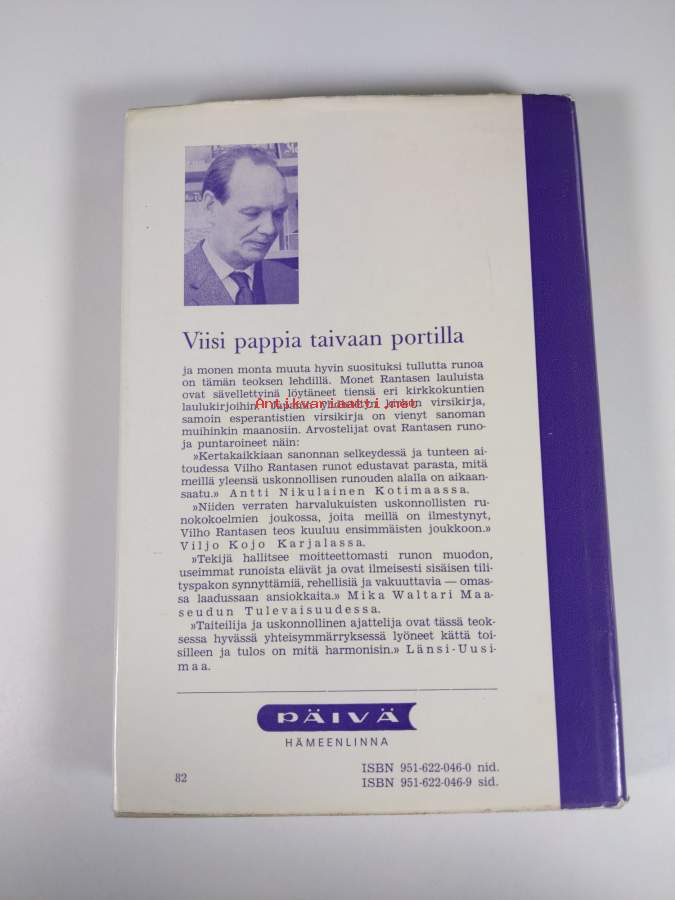 Viisi pappia taivaan portilla
ja monen monta muuta hyvin suosituksi tullutta runoa
on tämän teoksen lehdillä. Monet Rantasen lauluista
ovat sävellettyinä löytäneet tiensä eri kirkkokuntien
laulukirjoihin. Japanin yhdistetyn kirkon virsikirja,
Antikvariaatti.net
samoin esperantistien virsikirja on vienyt sanoman
muihinkin maanosiin. Arvostelijat ovat Rantasen runo-
ja puntaroineet näin:
»Kertakaikkiaan sanonnan selkeydessä ja tunteen ai-
toudessa Vilho Rantasen runot edustavat parasta, mitä
meillä yleensä uskonnollisen runouden alalla on aikaan-
saatu.» Antti Nikulainen Kotimaassa.
»Niiden verraten harvalukuisten uskonnollisten ru-
nokokoelmien joukossa, joita meillä on ilmestynyt,
Vilho Rantasen teos kuuluu ensimmäisten joukkoon.»
Viljo Kojo Karjalassa.
»Tekijä hallitsee moitteettomasti runon muodon,
useimmat runoista elävät ja ovat ilmeisesti sisäisen tili-
tyspakon synnyttämiä, rehellisiä ja vakuuttavia — omas-
sa laadussaan ansiokkaita.» Mika Waltari Maa-
seudun Tulevaisuudessa.
»Taiteilija ja uskonnollinen ajattelija ovat tässä teok-
sessa hyvässä yhteisymmärryksessä lyöneet kättä toi-
silleen ja tulos on mitä harmonisin.» Länsi-Uusi-
maa.
PÄIVÄ
HÄMEENLINNA
82
ISBN 951-622-046-0 nid.
ISBN 951-622-046-9 sid.